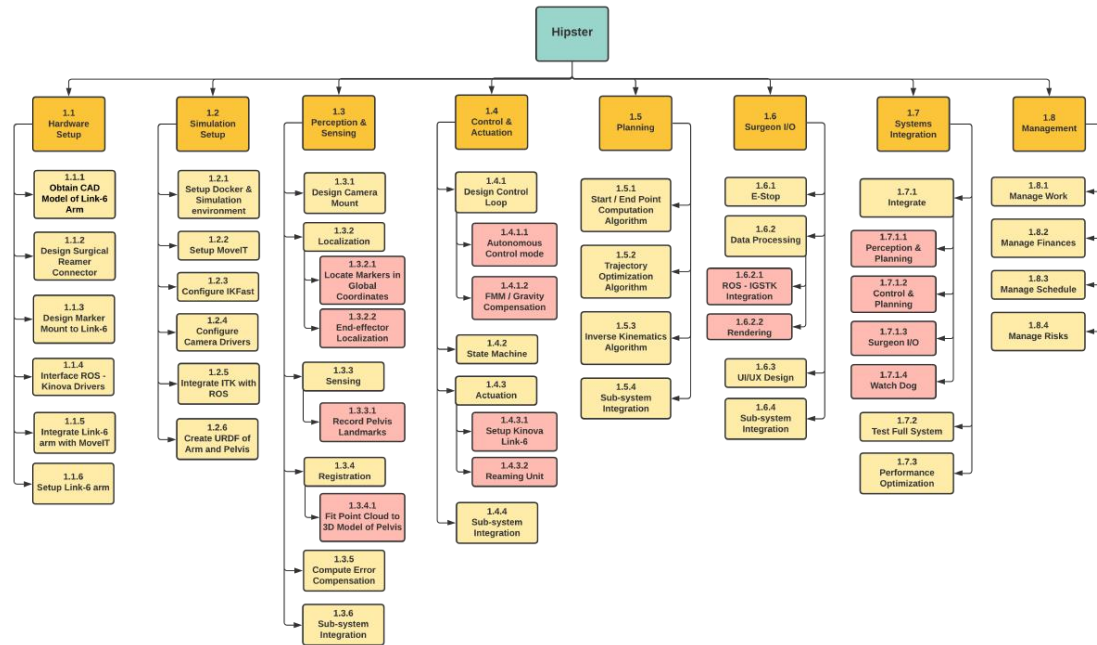 Hipster
1.1
Hardware
Setup
1.1.1
Obtain CAD
Model of Link-6
Arm
1.1.2
Design Surgical
Reamer
Connector
1.1.3
Design Marker
Mount to Link-6
1.1.4
Interface ROS -
Kinova Drivers
1.1.5
Integrate Link-6
arm with MoveIT
1.1.6
Setup Link-6 arm
1.2
Simulation
Setup
1.2.1
Setup Docker &
Simulation
environment
1.2.2
Setup MoveIT
1.2.3
Configure IKFast
1.2.4
Configure
Camera Drivers
1.2.5
Integrate ITK with
ROS
1.2.6
Create URDF of
Arm and Pelvis
1.3
Perception &
Sensing
1.3.1
Design Camera
Mount
1.3.2
Localization
1.3.2.1
Locate Markers in
Global
Coordinates
1.3.2.2
End-effector
Localization
1.3.3
Sensing
1.3.3.1
Record Pelvis
Landmarks
1.3.4
Registration
1.3.4.1
Fit Point Cloud to
3D Model of Pelvis
1.3.5
Compute Error
Compensation
1.3.6
Sub-system
Integration
1.4
Control &
Actuation
1.4.1
Design Control
Loop
1.4.1.1
Autonomous
Control mode
1.4.1.2
FMM / Gravity
Compensation
1.4.2
State Machine
1.4.3
Actuation
1.4.3.1
Setup Kinova
Link-6
1.4.3.2
Reaming Unit
1.4.4
Sub-system
Integration
1.5
Planning
1.5.1
Start / End Point
Computation
Algorithm
1.5.2
Trajectory
Optimization
Algorithm
1.5.3
Inverse Kinematics
Algorithm
1.5.4
Sub-system
Integration
1.6
Surgeon I/O
1.6.1
E-Stop
1.6.2
Data Processing
1.6.2.1
ROS - IGSTK
Integration
1.6.2.2
Rendering
1.6.3
UI/UX Design
1.6.4
Sub-system
Integration
1.7
Systems
Integration
1.7.1
Integrate
1.7.1.1
Perception &
Planning
1.7.1.2
Control &
Planning
1.7.1.3
Surgeon I/O
1.7.1.4
Watch Dog
1.7.2
Test Full System
1.7.3
Performance
Optimization
1.8
Management
1.8.1
Manage Work
1.8.2
Manage Finances
1.8.3
Manage Schedule
1.8.4
Manage Risks